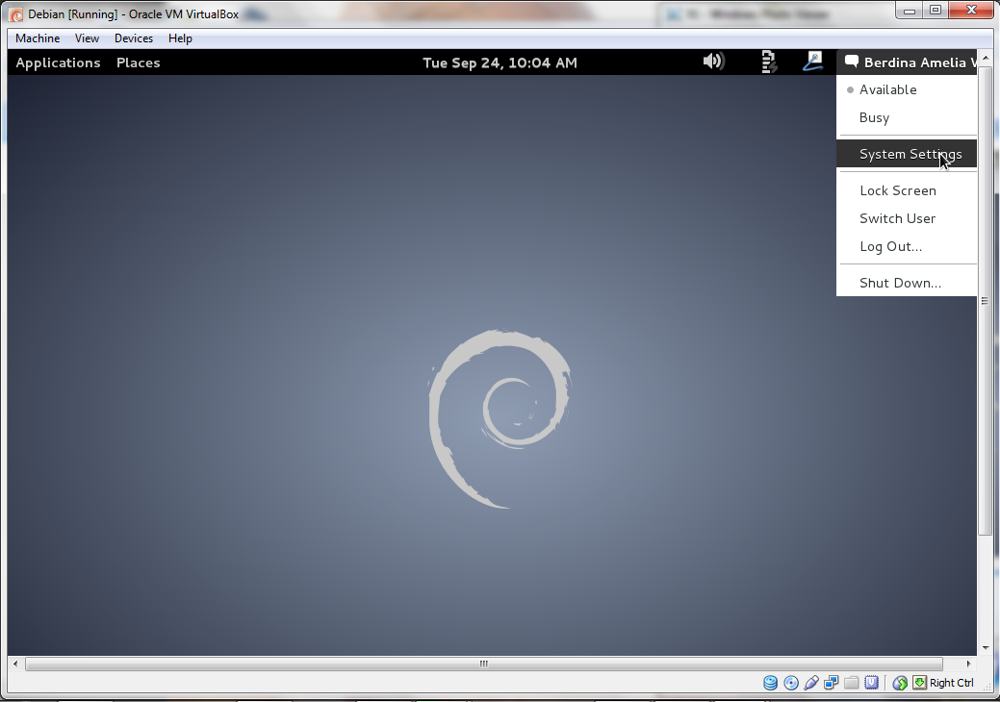 Debian [Running] - Oracle VM VirtualBox
Machine View Devices Help
Applications Places Tue Sep 24, 10:04 AM Berdina Amelia
Available
Busy
System Settings
Lock Screen
Switch User
Log Out...
Shut Down...
Right Ctrl